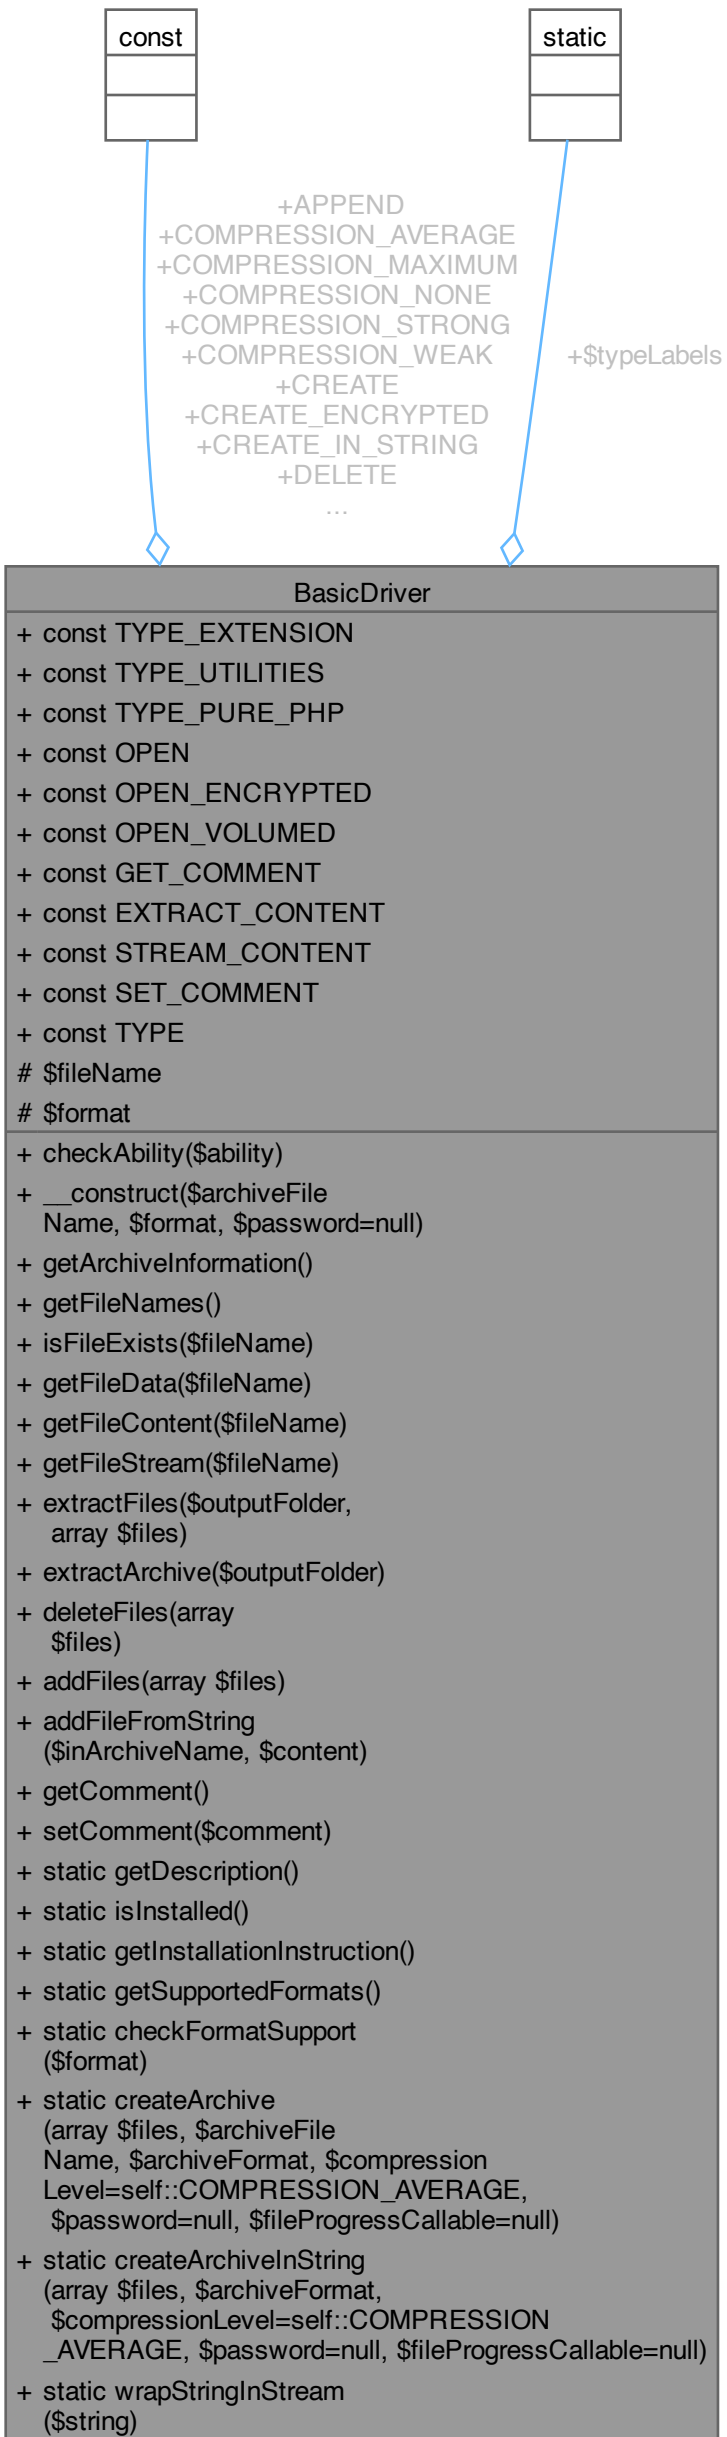 const
static
+APPEND
+COMPRESSION_AVERAGE
+COMPRESSION_MAXIMUM
+COMPRESSION_NONE
+COMPRESSION_STRONG
+COMPRESSION_WEAK
+CREATE
+CREATE_ENCRYPTED
+CREATE_IN_STRING
+DELETE
...
+$typeLabels
BasicDriver
+ const TYPE_EXTENSION
+ const TYPE_UTILITIES
+ const TYPE_PURE_PHP
+ const OPEN
+ const OPEN_ENCRYPTED
+ const OPEN_VOLUMED
+ const GET_COMMENT
+ const EXTRACT_CONTENT
+ const STREAM_CONTENT
+ const SET_COMMENT
+ const TYPE
# $fileName
# $format
+ checkAbility($ability)
+ __construct($archiveFile
Name, $format, $password=null)
+ getArchiveInformation()
+ getFileNames()
+ isFileExists($fileName)
+ getFileData($fileName)
+ getFileContent($fileName)
+ getFileStream($fileName)
+ extractFiles($outputFolder,
array $files)
+ extractArchive($outputFolder)
+ deleteFiles(array
$files)
+ addFiles(array $files)
+ addFileFromString
($inArchiveName, $content)
+ getComment()
+ setComment($comment)
+ static getDescription()
+ static isInstalled()
+ static getInstallationInstruction()
+ static getSupportedFormats()
+ static checkFormatSupport
($format)
+ static createArchive
(array $files, $archiveFile
Name, $archiveFormat, $compression
Level=self::COMPRESSION_AVERAGE,
$password=null, $fileProgressCallable=null)
+ static createArchiveInString
(array $files, $archiveFormat,
$compressionLevel=self::COMPRESSION
_AVERAGE, $password=null, $fileProgressCallable=null)
+ static wrapStringInStream
($string)